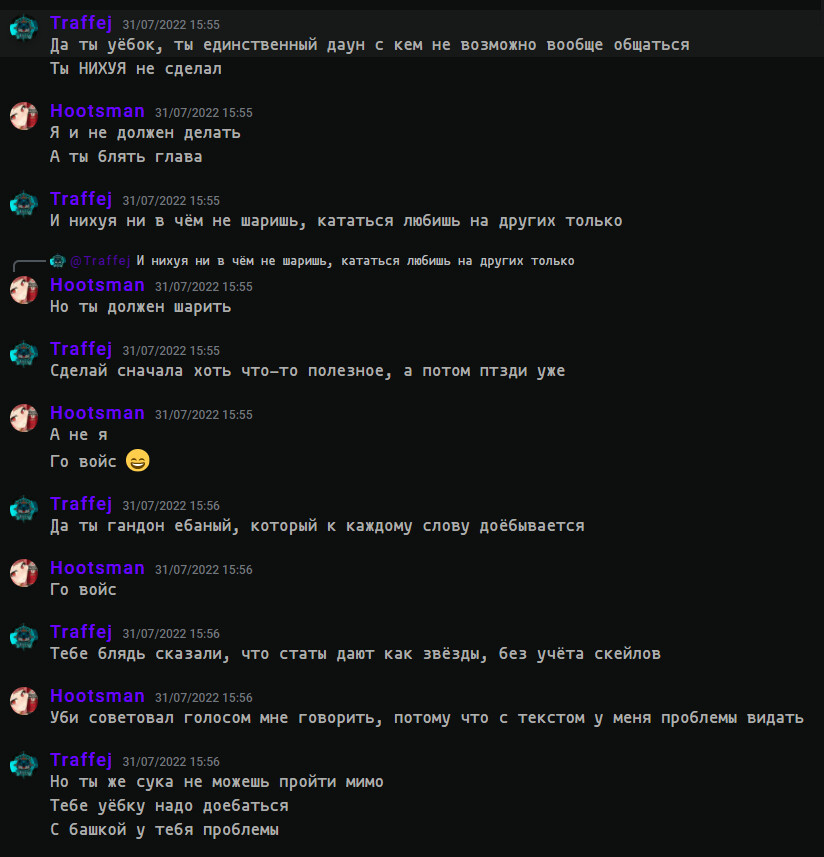 Traffej 31/07/2022 15:55
Да ты уёбок, ты единственный даун с кем не возможно вообще общаться
Ты НИХУЯ не сделал
Hootsman 31/07/2022 15:55
Я и не должен делать
А ты блять глава
Traffej 31/07/2022 15:55
И нихуя ни в чём не шаришь, кататься любишь на других только
@Traffej И нихуя ни в чём не шаришь, кататься любишь на других только
Hootsman 31/07/2022 15:55
Но ты должен шарить
Traffej 31/07/2022 15:55
Сделай сначала хоть что-то полезное, а потом птзди уже
Hootsman 31/07/2022 15:55
А не я
Го войс 😄
Traffej 31/07/2022 15:56
Да ты гандон ебаный, который к каждому слову доёбывается
Hootsman 31/07/2022 15:56
Го войс
Traffej 31/07/2022 15:56
Тебе блядь сказали, что статы дают как звёзды, без учёта скейлов
Hootsman 31/07/2022 15:56
Уби советовал голосом мне говорить, потому что с текстом у меня проблемы видать
Traffej 31/07/2022 15:56
Но ты же сука не можешь пройти мимо
Тебе уёбку надо доебаться
С башкой у тебя проблемы